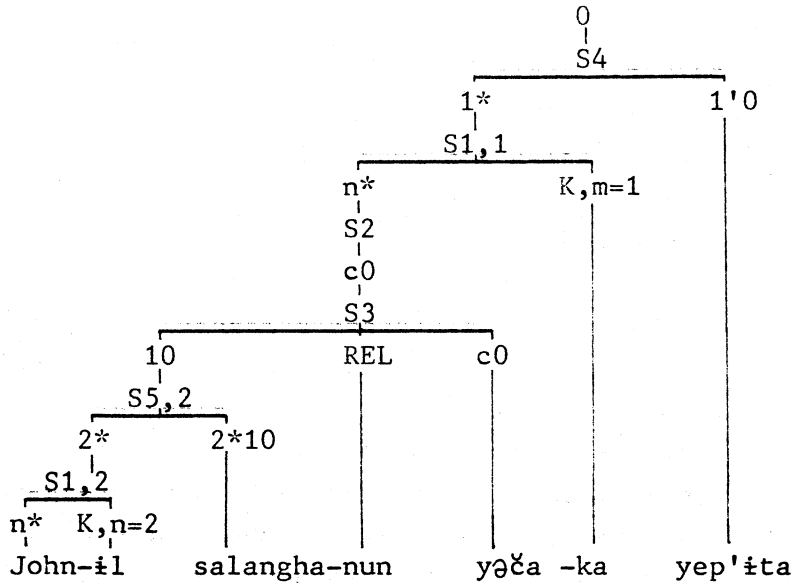 0
S4
1* 1'0
S1,1
n* K,m=1
S2
c0
S3
10 REL c0
S5,2
2* 2*10
S1,2
n* K,n=2
John-ɨl salangha-nun yəča -ka yep'ɨta